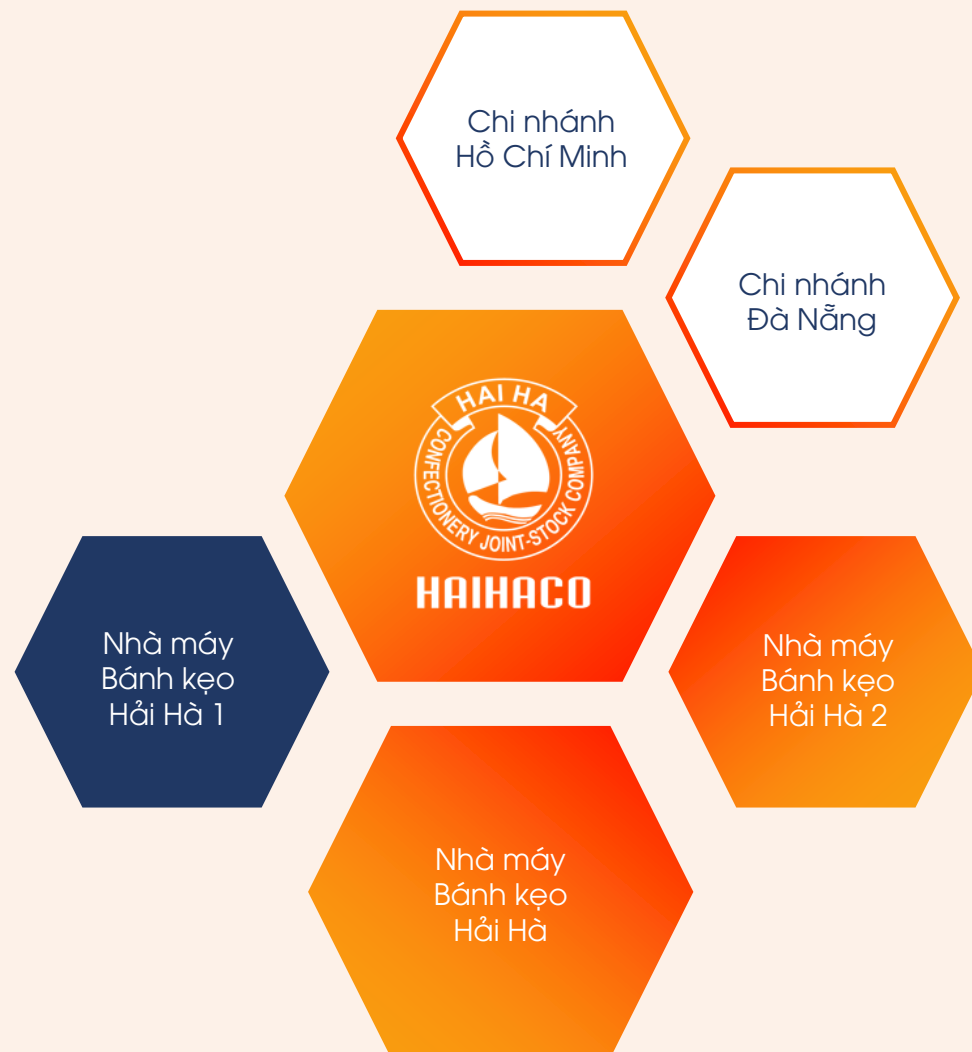 Chi nhánh
Hồ Chí Minh
Chi nhánh
Đà Nẵng
HAI HA
CONFECTIONERY JOINT-STOCK COMPANY
HAIHACO
Nhà máy
Bánh kẹo
Hải Hà 1
Nhà máy
Bánh kẹo
Hải Hà 2
Nhà máy
Bánh kẹo
Hải Hà